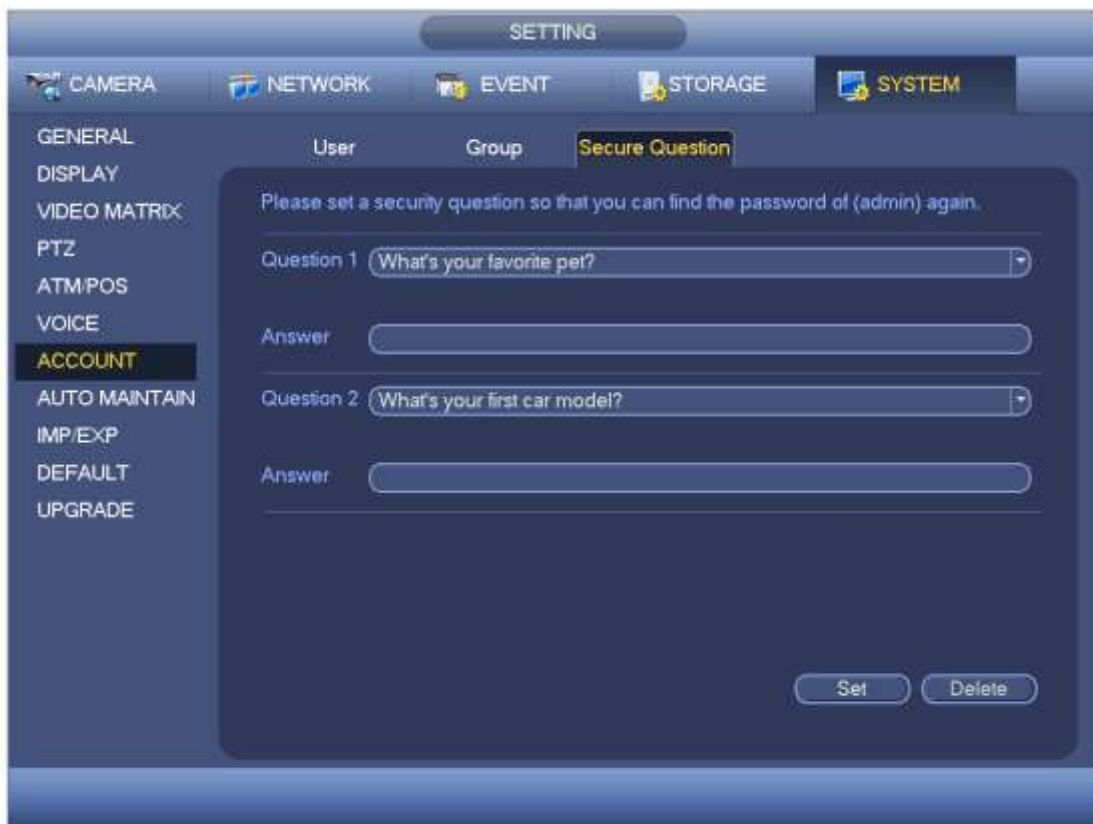 SETTING
CAMERA NETWORK EVENT STORAGE SYSTEM
GENERAL
DISPLAY
VIDEO MATRIX
PTZ
ATM/POS
VOICE
ACCOUNT
AUTO MAINTAIN
IMP/EXP
DEFAULT
UPGRADE
User Group Secure Question
Please set a security question so that you can find the password of (admin) again.
Question 1 What's your favorite pet?
Answer
Question 2 What's your first car model?
Answer
Set Delete